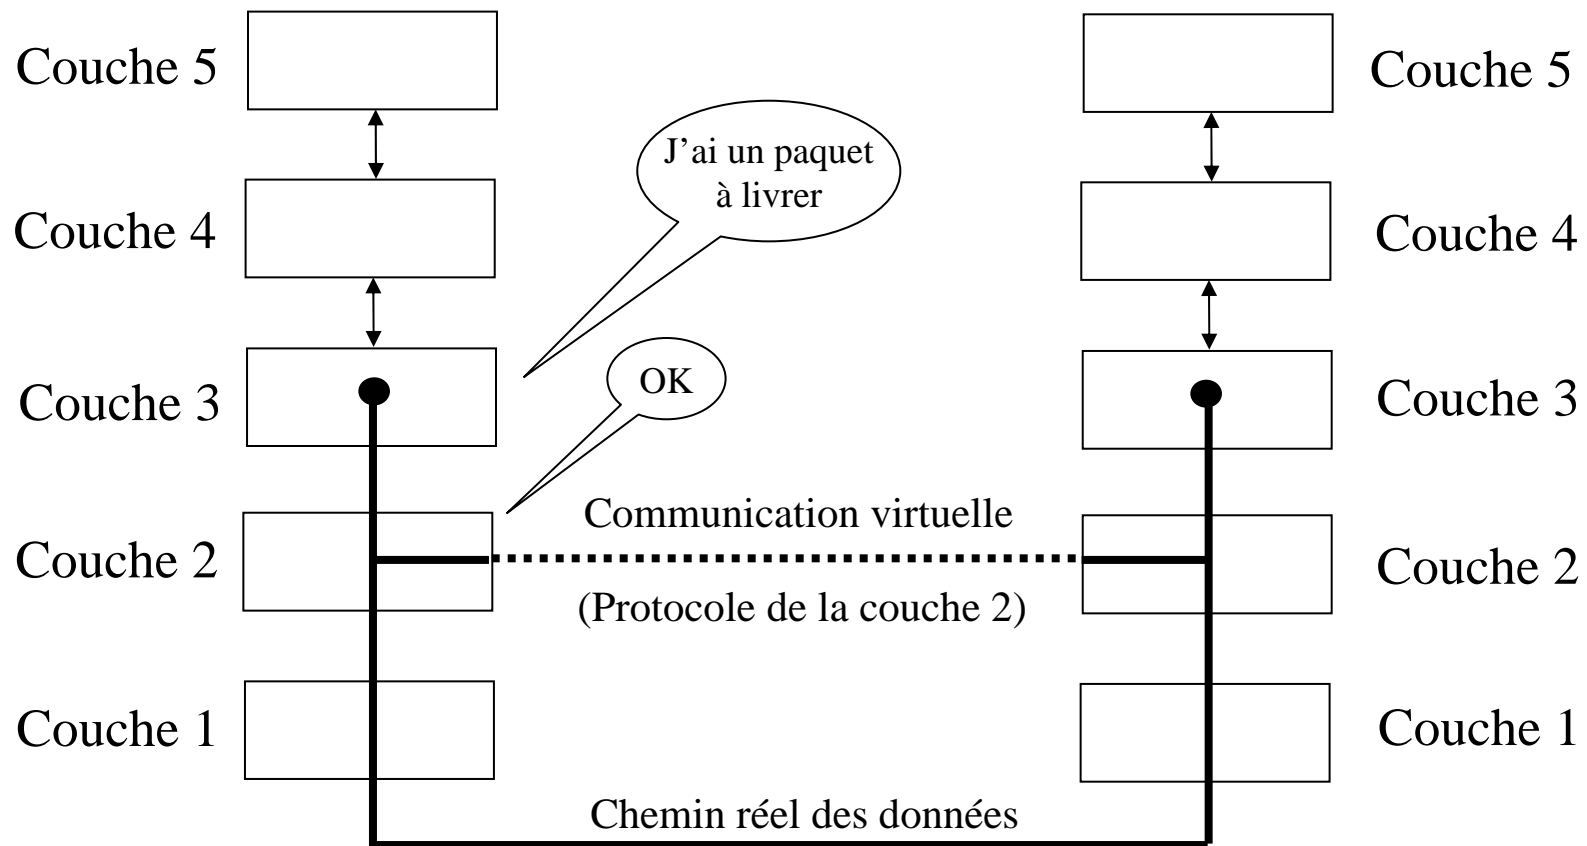 Couche 5
Couche 5
J’ai un paquet
à livrer
Couche 4
Couche 4
OK
Couche 3
Couche 3
Communication virtuelle
Couche 2
Couche 2
(Protocole de la couche 2)
Couche 1
Couche 1
Chemin réel des données